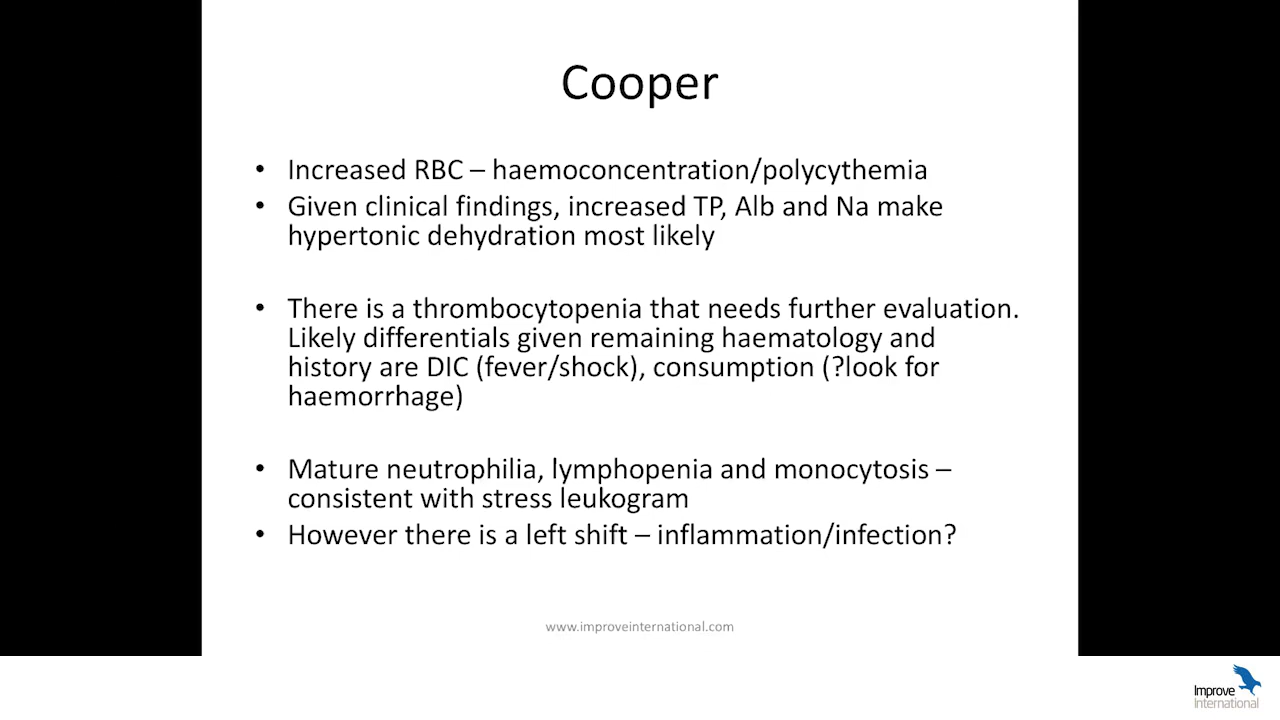 Cooper
• Increased RBC – haemoconcentration/polycythemia
• Given clinical findings, increased TP, Alb and Na make
hypertonic dehydration most likely
• There is a thrombocytopenia that needs further evaluation.
Likely differentials given remaining haematology and
history are DIC (fever/shock), consumption (?look for
haemorrhage)
• Mature neutrophilia, lymphopenia and monocytosis –
consistent with stress leukogram
• However there is a left shift – inflammation/infection?
www.improveinternational.com
Improve
International